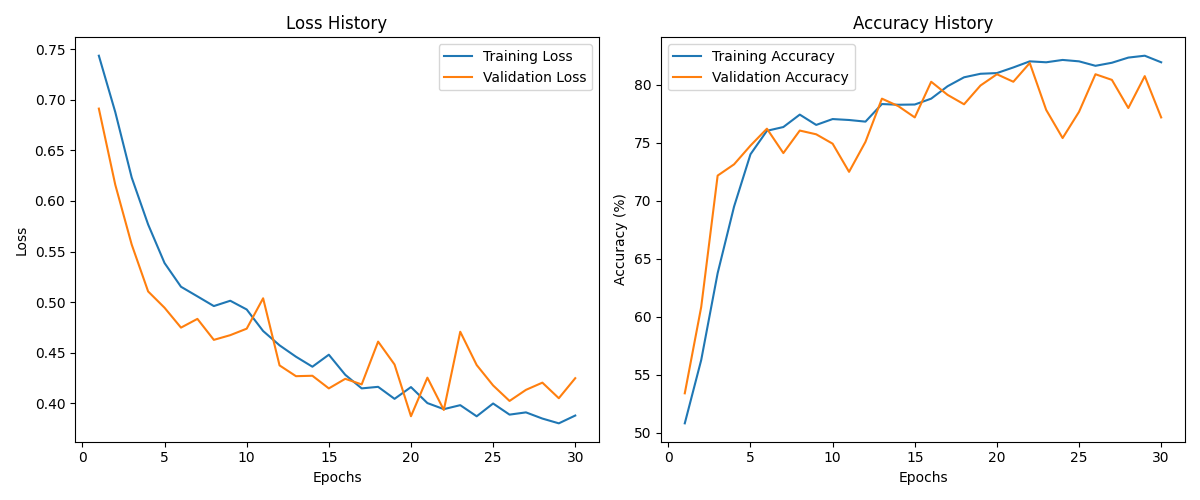 Loss History
Training Loss
Validation Loss
0.75
0.70
0.65
0.60
0.55
0.50
0.45
0.40
Loss
0
5
10
15
20
25
30
Epochs
Accuracy History
Training Accuracy
Validation Accuracy
80
75
70
65
60
55
50
Accuracy (%)
0
5
10
15
20
25
30
Epochs